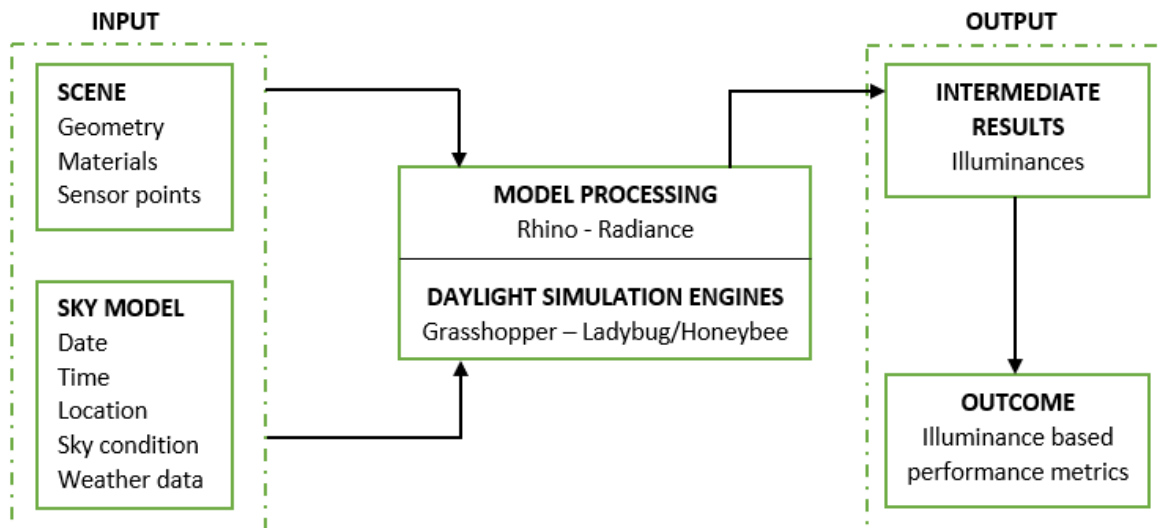 INPUT
SCENE
Geometry
Materials
Sensor points
SKY MODEL
Date
Time
Location
Sky condition
Weather data
MODEL PROCESSING
Rhino - Radiance
DAYLIGHT SIMULATION ENGINES
Grasshopper – Ladybug/Honeybee
OUTPUT
INTERMEDIATE
RESULTS
Illuminances
OUTCOME
Illuminance based
performance metrics